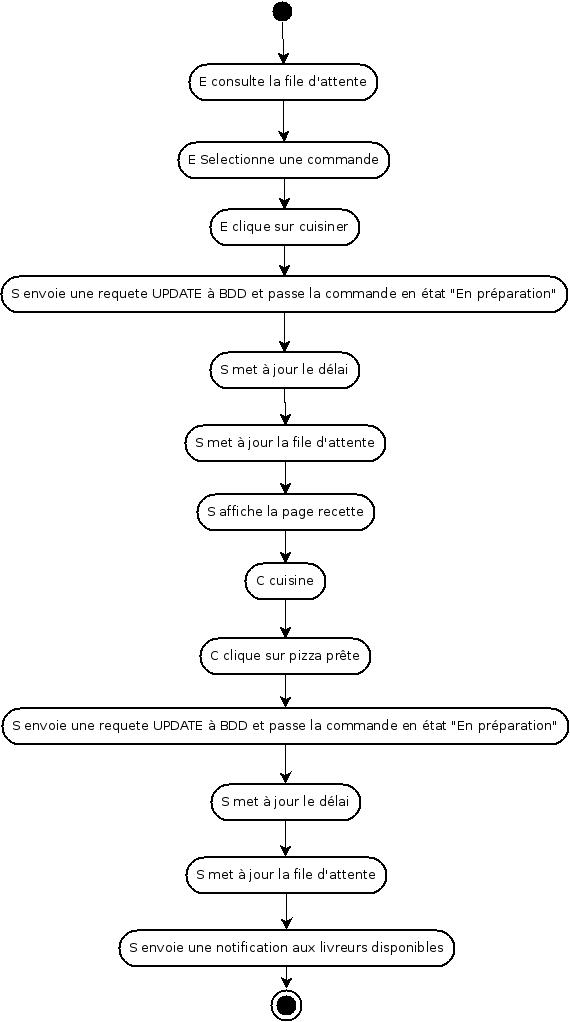 E consulte la file d'attente
E Selectionne une commande
E clique sur cuisiner
S envoie une requete UPDATE à BDD et passe la commande en état "En préparation"
S met à jour le délai
S met à jour la file d'attente
S affiche la page recette
C cuisine
C clique sur pizza prête
S envoie une requete UPDATE à BDD et passe la commande en état "En préparation"
S met à jour le délai
S met à jour la file d'attente
S envoie une notification aux livreurs disponibles